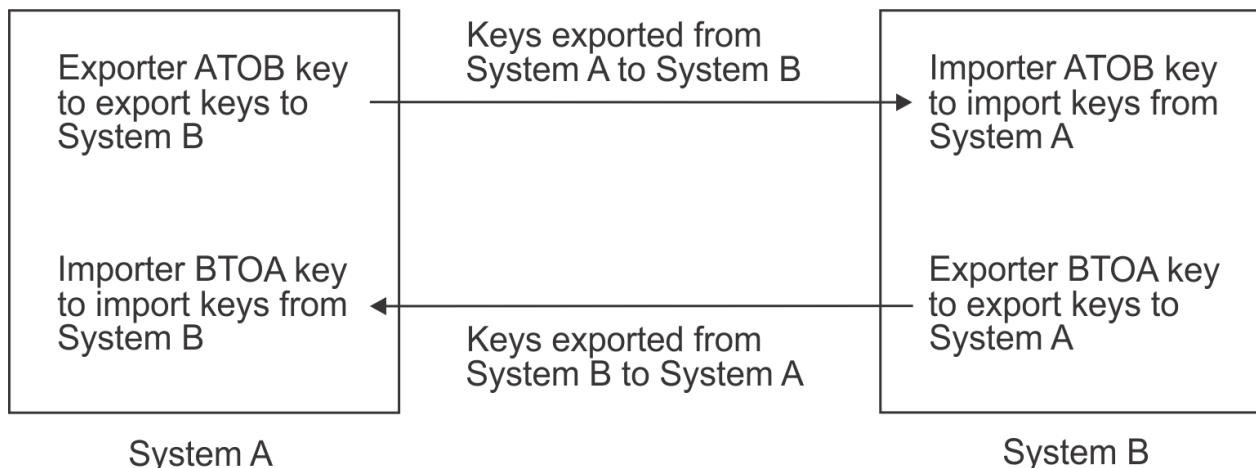 Exporter ATOB key
to export keys to
System B
Keys exported from
System A to System B
Importer ATOB key
to import keys from
System A
Importer BTOA key
to import keys from
System B
Keys exported from
System B to System A
Exporter BTOA key
to export keys to
System A
System A
System B